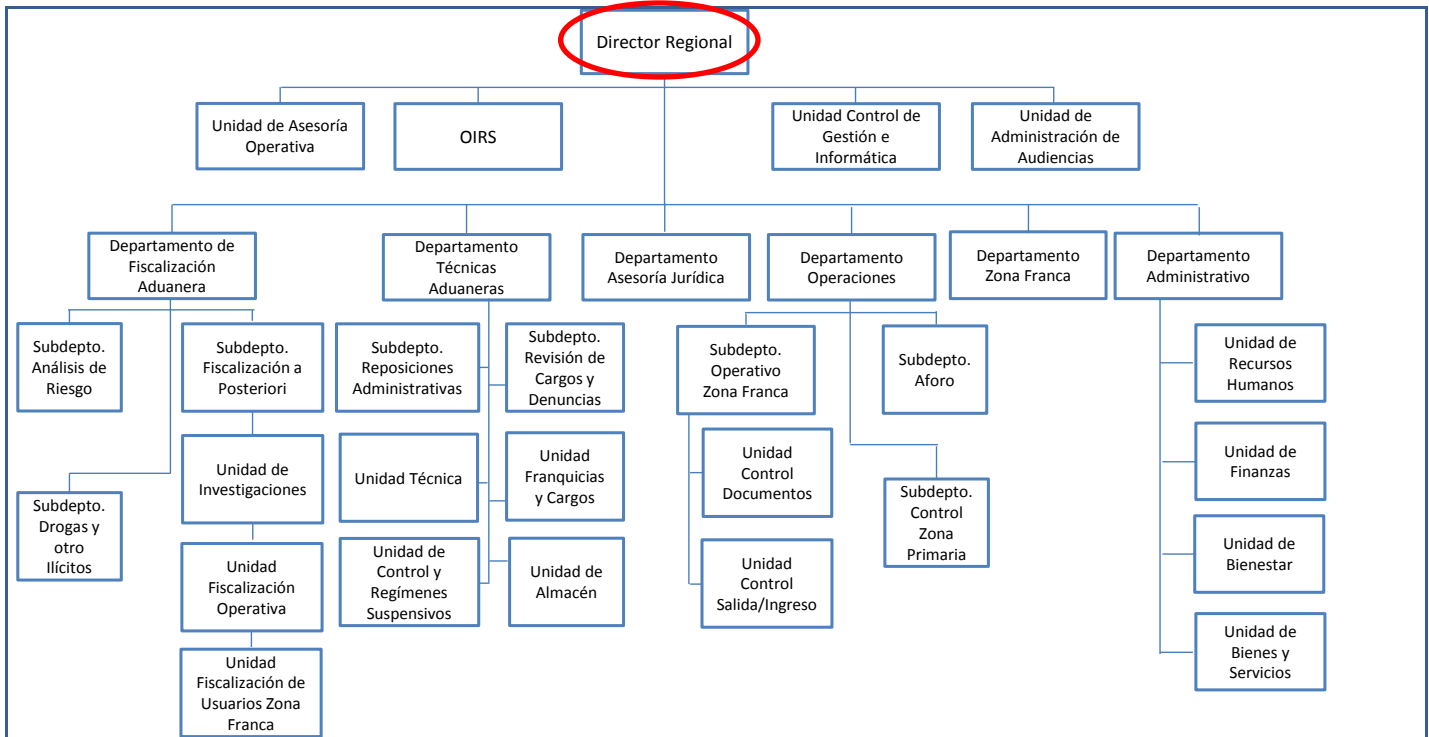 Director Regional
Unidad de Asesoría
Operativa
OIRS
Unidad Control de
Gestión e
Informática
Unidad de
Administración de
Audiencias
Departamento de
Fiscalización
Aduanera
Departamento
Técnicas
Aduaneras
Departamento
Asesoría Jurídica
Departamento
Operaciones
Departamento
Zona Franca
Departamento
Administrativo
Subdepto.
Análisis de
Riesgo
Subdepto.
Fiscalización a
Posteriori
Subdepto.
Drogas y
otro
Ilícitos
Unidad de
Investigaciones
Unidad
Fiscalización
Operativa
Unidad
Fiscalización de
Usuarios Zona
Franca
Subdepto.
Reposiciones
Administrativas
Subdepto.
Revisión de
Cargos y
Denuncias
Unidad Técnica
Unidad
Franquicias
y Cargos
Unidad de
Control y
Regímenes
Suspensivos
Unidad de
Almacén
Subdepto.
Operativo
Zona Franca
Subdepto.
Aforo
Unidad
Control
Documentos
Subdepto.
Control
Zona
Primaria
Unidad
Control
Salida/Ingreso
Unidad de
Recursos
Humanos
Unidad de
Finanzas
Unidad de
Bienestar
Unidad de
Bienes y
Servicios